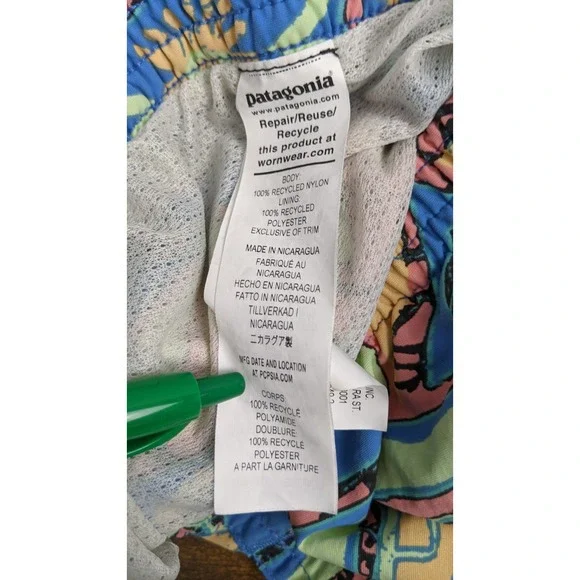 patagonia®
www.patagonia.com
Repair/Reuse/
Recycle
this product at
wornwear.com
BODY:
100% RECYCLED NYLON
LINING:
100% RECYCLED
POLYESTER
EXCLUSIVE OF TRIM
MADE IN NICARAGUA
FABRIQUÉ AU
NICARAGUA
HECHO EN NICARAGUA
FATTO IN NICARAGUA
TILLVERKAD I
NICARAGUA
ニカラグア製
MFG DATE AND LOCATION
AT PCPSIA.COM
CORPS:
100% RECYCLÉ
POLYAMIDE
DOUBLURE:
100% RECYCLÉ
POLYESTER
A PART LA GARNITURE
INC.
RA ST.